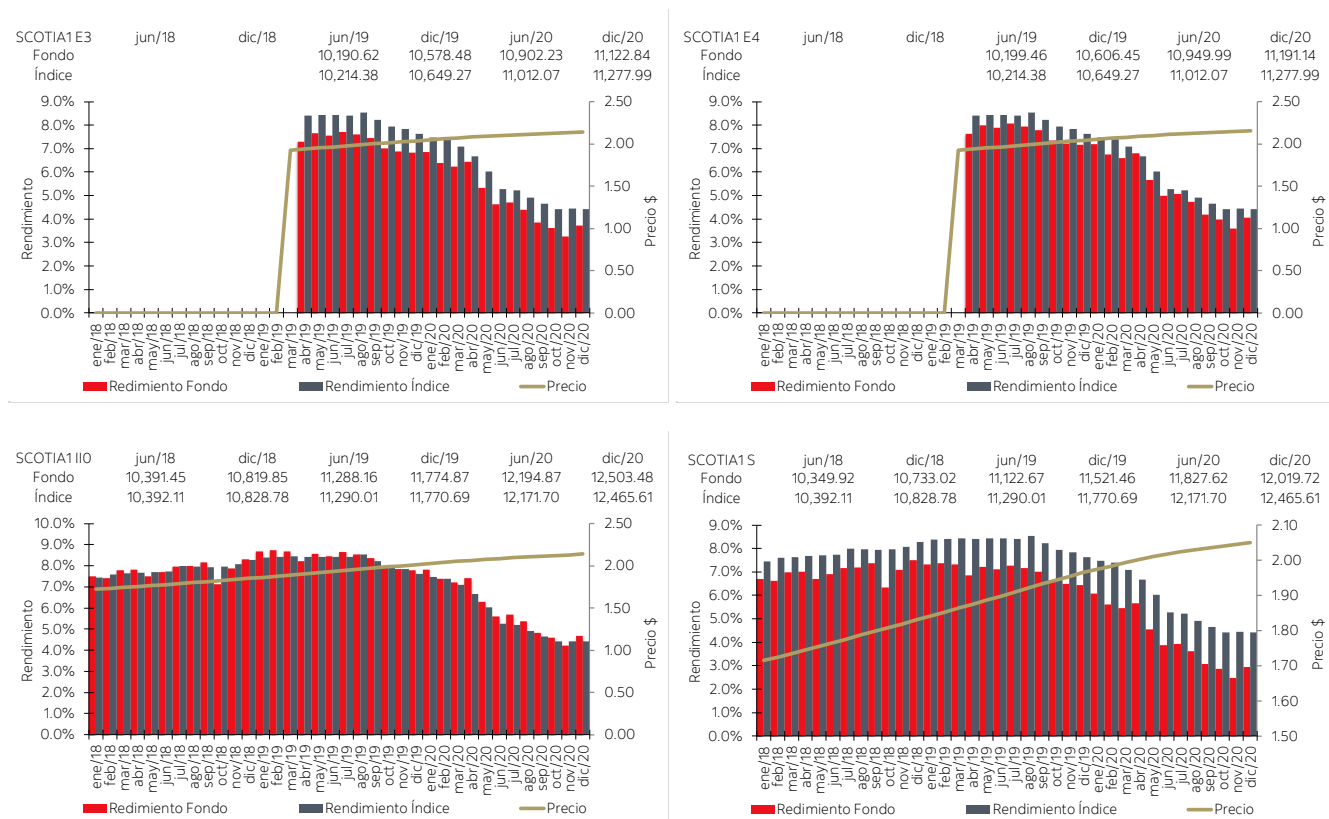 SCOTIA1 E3 jun/18 dic/18 jun/19 dic/19 jun/20 dic/20
Fondo 10,190.62 10,578.48 10,902.23 11,122.84
Índice 10,214.38 10,649.27 11,012.07 11,277.99
9.0%
8.0%
7.0%
6.0%
5.0%
4.0%
3.0%
2.0%
1.0%
0.0%
Rendimiento
2.50
2.00
1.50
1.00
0.50
0.00
Precio $
ene/18
feb/18
mar/18
abr/18
may/18
jun/18
jul/18
ago/18
sep/18
oct/18
nov/18
dic/18
ene/19
feb/19
mar/19
abr/19
may/19
jun/19
jul/19
ago/19
sep/19
oct/19
nov/19
dic/19
ene/20
feb/20
mar/20
abr/20
may/20
jun/20
jul/20
ago/20
sep/20
oct/20
nov/20
dic/20
Redimiento Fondo Rendimiento Índice Precio
SCOTIA1 E4 jun/18 dic/18 jun/19 dic/19 jun/20 dic/20
Fondo 10,199.46 10,606.45 10,949.99 11,191.14
Índice 10,214.38 10,649.27 11,012.07 11,277.99
9.0%
8.0%
7.0%
6.0%
5.0%
4.0%
3.0%
2.0%
1.0%
0.0%
Rendimiento
2.50
2.00
1.50
1.00
0.50
0.00
Precio $
ene/18
feb/18
mar/18
abr/18
may/18
jun/18
jul/18
ago/18
sep/18
oct/18
nov/18
dic/18
ene/19
feb/19
mar/19
abr/19
may/19
jun/19
jul/19
ago/19
sep/19
oct/19
nov/19
dic/19
ene/20
feb/20
mar/20
abr/20
may/20
jun/20
jul/20
ago/20
sep/20
oct/20
nov/20
dic/20
Redimiento Fondo Rendimiento Índice Precio
SCOTIA1 II0 jun/18 dic/18 jun/19 dic/19 jun/20 dic/20
Fondo 10,391.45 10,819.85 11,288.16 11,774.87 12,194.87 12,503.48
Índice 10,392.11 10,828.78 11,290.01 11,770.69 12,171.70 12,465.61
10.0%
9.0%
8.0%
7.0%
6.0%
5.0%
4.0%
3.0%
2.0%
1.0%
0.0%
Rendimiento
2.50
2.00
1.50
1.00
0.50
0.00
Precio $
ene/18
feb/18
mar/18
abr/18
may/18
jun/18
jul/18
ago/18
sep/18
oct/18
nov/18
dic/18
ene/19
feb/19
mar/19
abr/19
may/19
jun/19
jul/19
ago/19
sep/19
oct/19
nov/19
dic/19
ene/20
feb/20
mar/20
abr/20
may/20
jun/20
jul/20
ago/20
sep/20
oct/20
nov/20
dic/20
Redimiento Fondo Rendimiento Índice Precio
SCOTIA1 S jun/18 dic/18 jun/19 dic/19 jun/20 dic/20
Fondo 10,349.92 10,733.02 11,122.67 11,521.46 11,827.62 12,019.72
Índice 10,392.11 10,828.78 11,290.01 11,770.69 12,171.70 12,465.61
9.0%
8.0%
7.0%
6.0%
5.0%
4.0%
3.0%
2.0%
1.0%
0.0%
Rendimiento
2.10
2.00
1.90
1.80
1.70
1.60
1.50
Precio $
ene/18
feb/18
mar/18
abr/18
may/18
jun/18
jul/18
ago/18
sep/18
oct/18
nov/18
dic/18
ene/19
feb/19
mar/19
abr/19
may/19
jun/19
jul/19
ago/19
sep/19
oct/19
nov/19
dic/19
ene/20
feb/20
mar/20
abr/20
may/20
jun/20
jul/20
ago/20
sep/20
oct/20
nov/20
dic/20
Redimiento Fondo Rendimiento Índice Precio